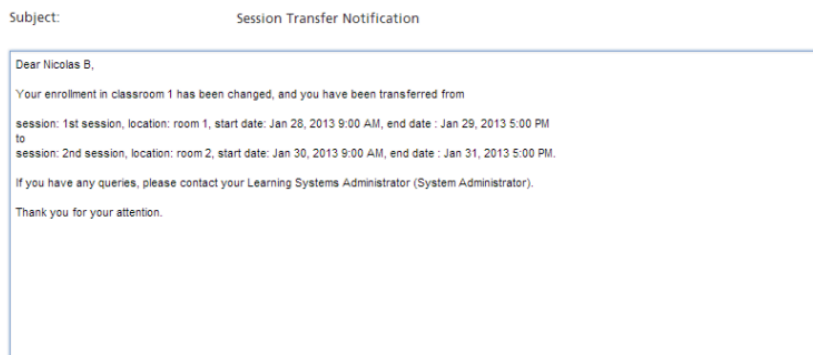 Subject: Session Transfer Notification
Dear Nicolas B,
Your enrolment in classroom 1 has been changed, and you have been transferred from
session: 1st session, location: room 1, start date: Jan 28, 2013 9:00 AM, end date : Jan 29, 2013 5:00 PM
to
session: 2nd session, location: room 2, start date: Jan 30, 2013 9:00 AM, end date : Jan 31, 2013 5:00 PM.
If you have any queries, please contact your Learning Systems Administrator (System Administrator).
Thank you for your attention.